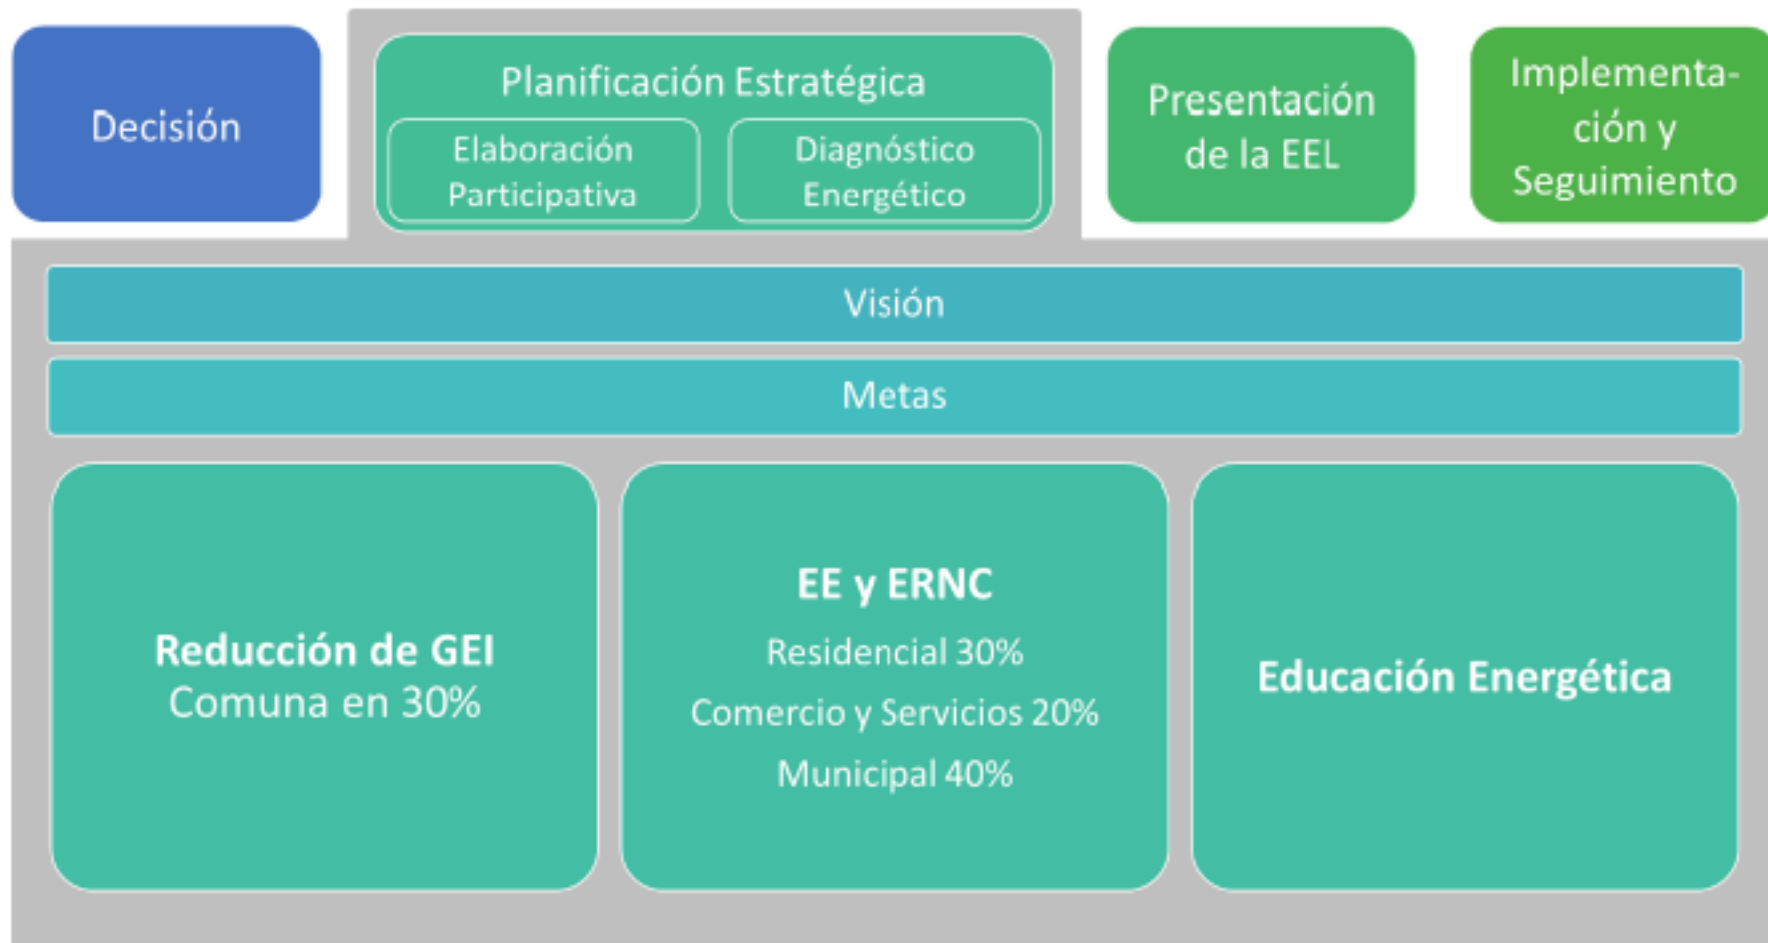 Decisión
Planificación Estratégica
Elaboración
Participativa
Diagnóstico
Energético
Presentación
de la EEL
Implementa-
ción y
Seguimiento
Visión
Metas
Reducción de GEI
Comuna en 30%
EE y ERNC
Residencial 30%
Comercio y Servicios 20%
Municipal 40%
Educación Energética